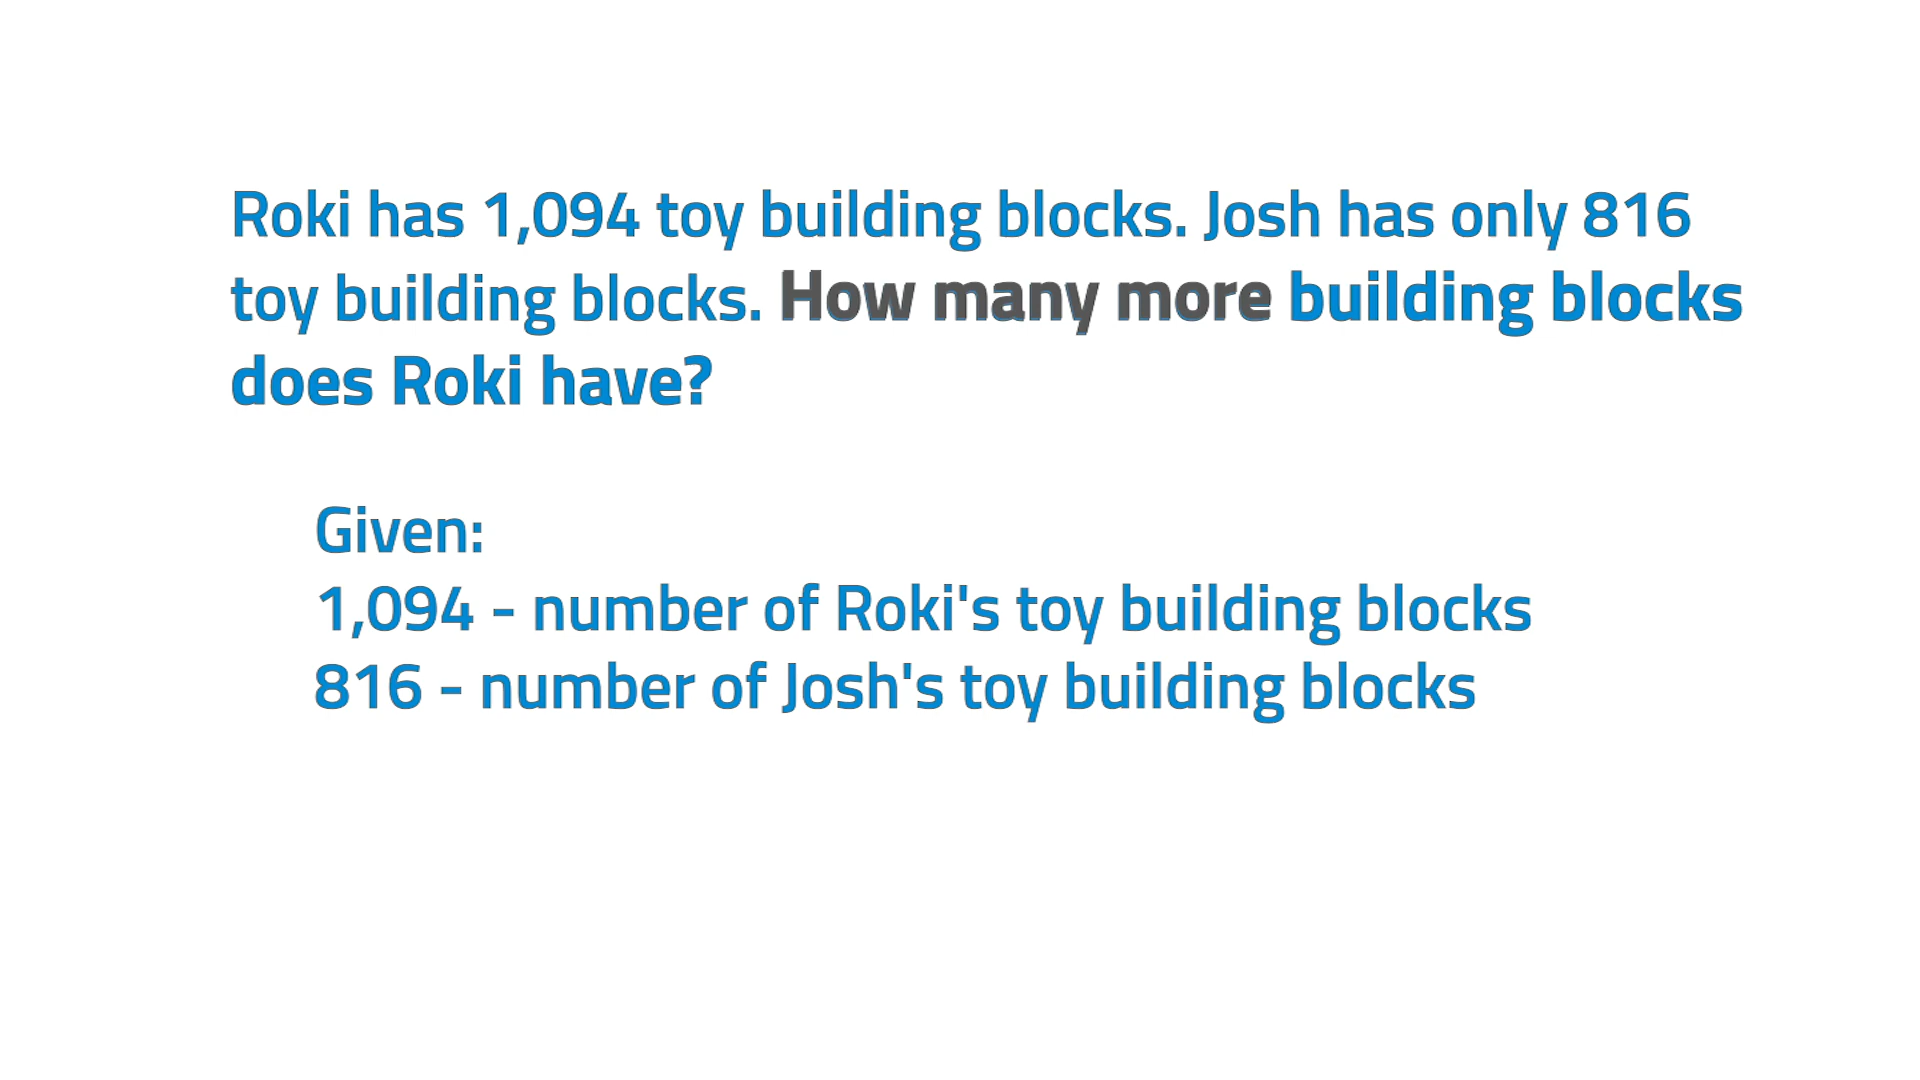 Roki has 1,094 toy building blocks. Josh has only 816
toy building blocks. How many more building blocks
does Roki have?
Given:
1,094 - number of Roki's toy building blocks
816 - number of Josh's toy building blocks